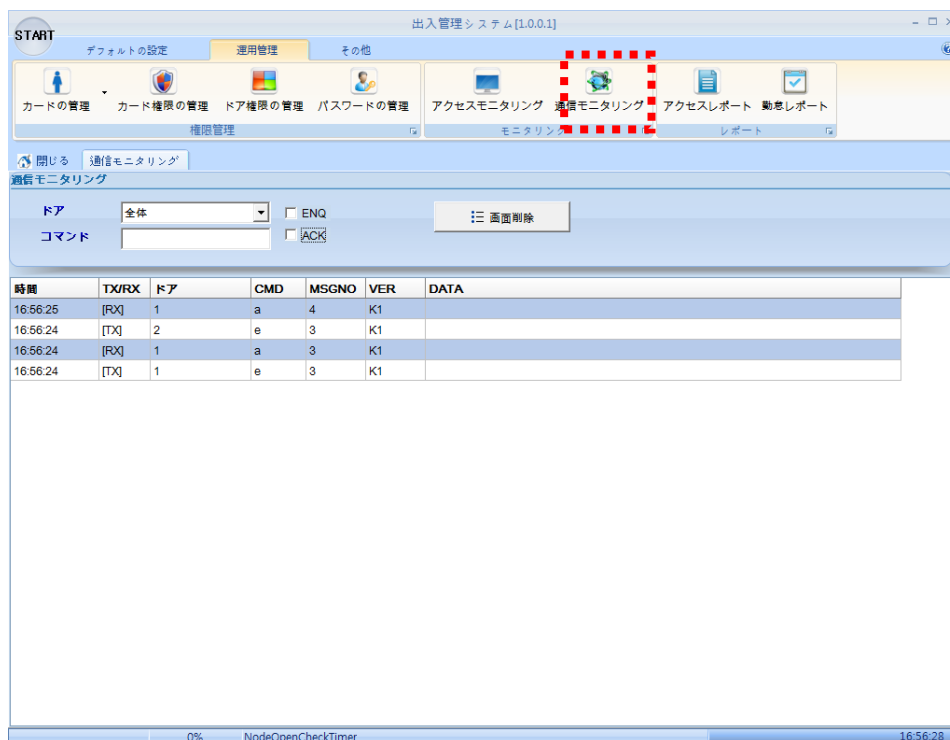 出入管理システム[1.0.0.1]
START
デフォルトの設定 運用管理 その他
カードの管理 カード権限の管理 ドア権限の管理 パスワードの管理 アクセスモニタリング 通信モニタリング アクセスレポート 勤怠レポート
権限管理 モニタリング レポート
閉じる 通信モニタリング
通信モニタリング
ドア 全体 ENQ 画面削除
コマンド ACK
時間 TX/RX ドア CMD MSGNO VER DATA
16:56:25 [RX] 1 a 4 K1
16:56:24 [TX] 2 e 3 K1
16:56:24 [RX] 1 a 3 K1
16:56:24 [TX] 1 e 3 K1
0% NodeOpenCheckTimer 16:56:28